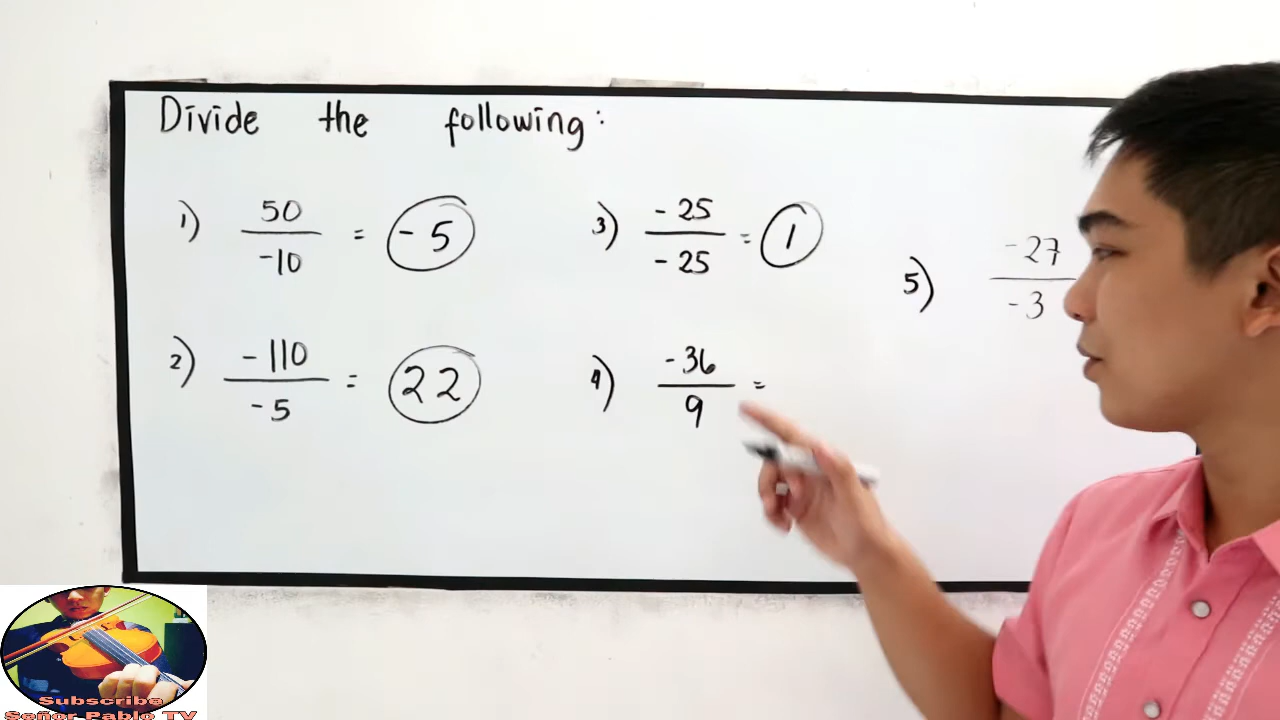 Divide the following:
1) 50 / -10 = -5
2) -110 / -5 = 22
3) -25 / -25 = 1
4) -36 / 9 =
5) -27 / -3
Subscribe
Señor Pablo TV